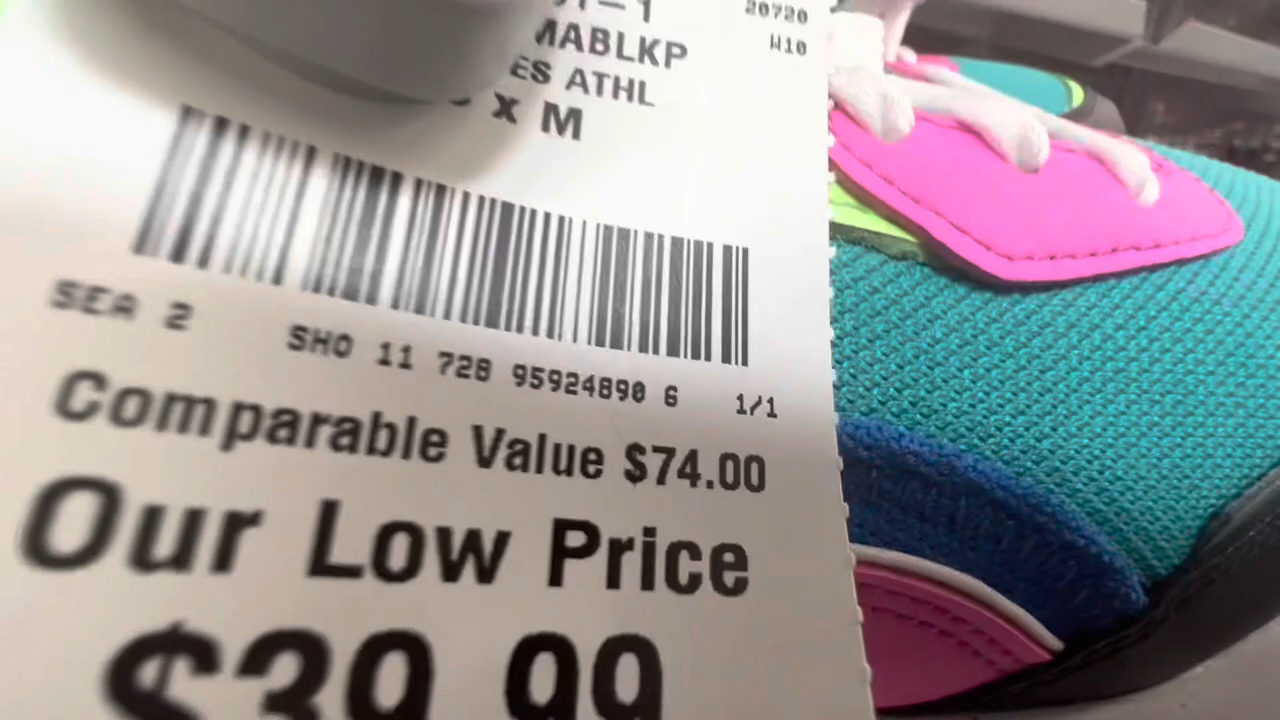 20720
W10
ES ATHL
X M
SEA 2 SHO 11 728 95924890 6 1/1
Comparable Value $74.00
Our Low Price
$39.99